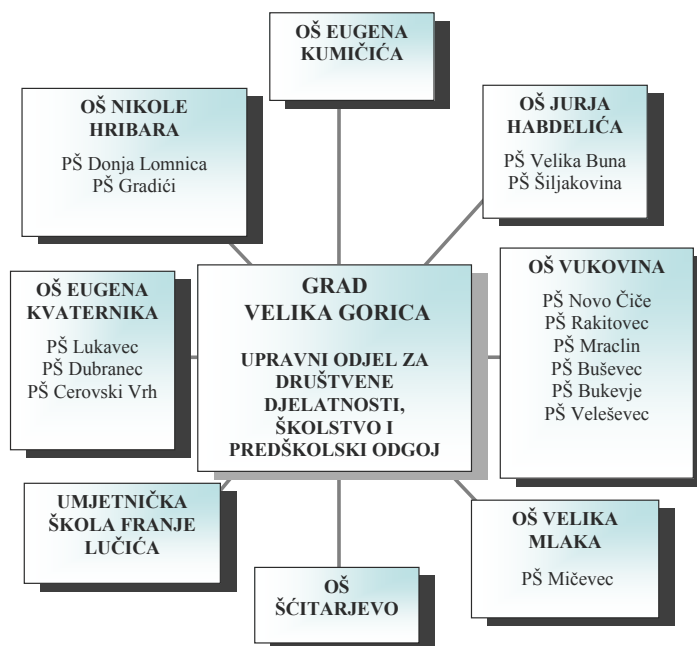 OŠ EUGENA
KUMIČIĆA
OŠ NIKOLE
HRIBARA
PŠ Donja Lomnica
PŠ Gradići
OŠ JURJA
HABDELIĆA
PŠ Velika Buna
PŠ Šiljakovina
OŠ EUGENA
KVATERNIKA
PŠ Lukavec
PŠ Dubranec
PŠ Cerovski Vrh
GRAD
VELIKA GORICA
UPRAVNI ODJEL ZA
DRUŠTVENE
DJELATNOSTI,
ŠKOLSTVO I
PREDŠKOLSKI ODGOJ
OŠ VUKOVINA
PŠ Novo Čiče
PŠ Rakitovec
PŠ Mraclin
PŠ Buševec
PŠ Bukevje
PŠ Veleševec
UMJETNIČKA
ŠKOLA FRANJE
LUČIĆA
OŠ
ŠĆITARJEVO
OŠ VELIKA
MLAKA
PŠ Mičevec